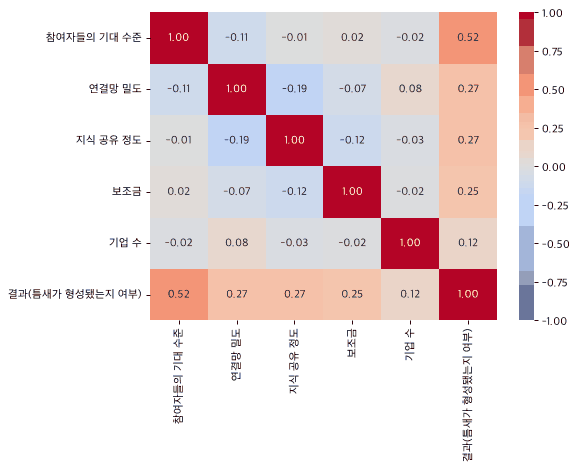 참여자들의 기대 수준 1.00 -0.11 -0.01 0.02 -0.02 0.52
연결망 밀도 -0.11 1.00 -0.19 -0.07 0.08 0.27
지식 공유 정도 -0.01 -0.19 1.00 -0.12 -0.03 0.27
보조금 0.02 -0.07 -0.12 1.00 -0.02 0.25
기업 수 -0.02 0.08 -0.03 -0.02 1.00 0.12
결과(틈새가 형성됐는지 여부) 0.52 0.27 0.27 0.25 0.12 1.00
참여자들의 기대 수준
연결망 밀도
지식 공유 정도
보조금
기업 수
결과(틈새가 형성됐는지 여부)
1.00
0.75
0.50
0.25
0.00
-0.25
-0.50
-0.75
-1.00